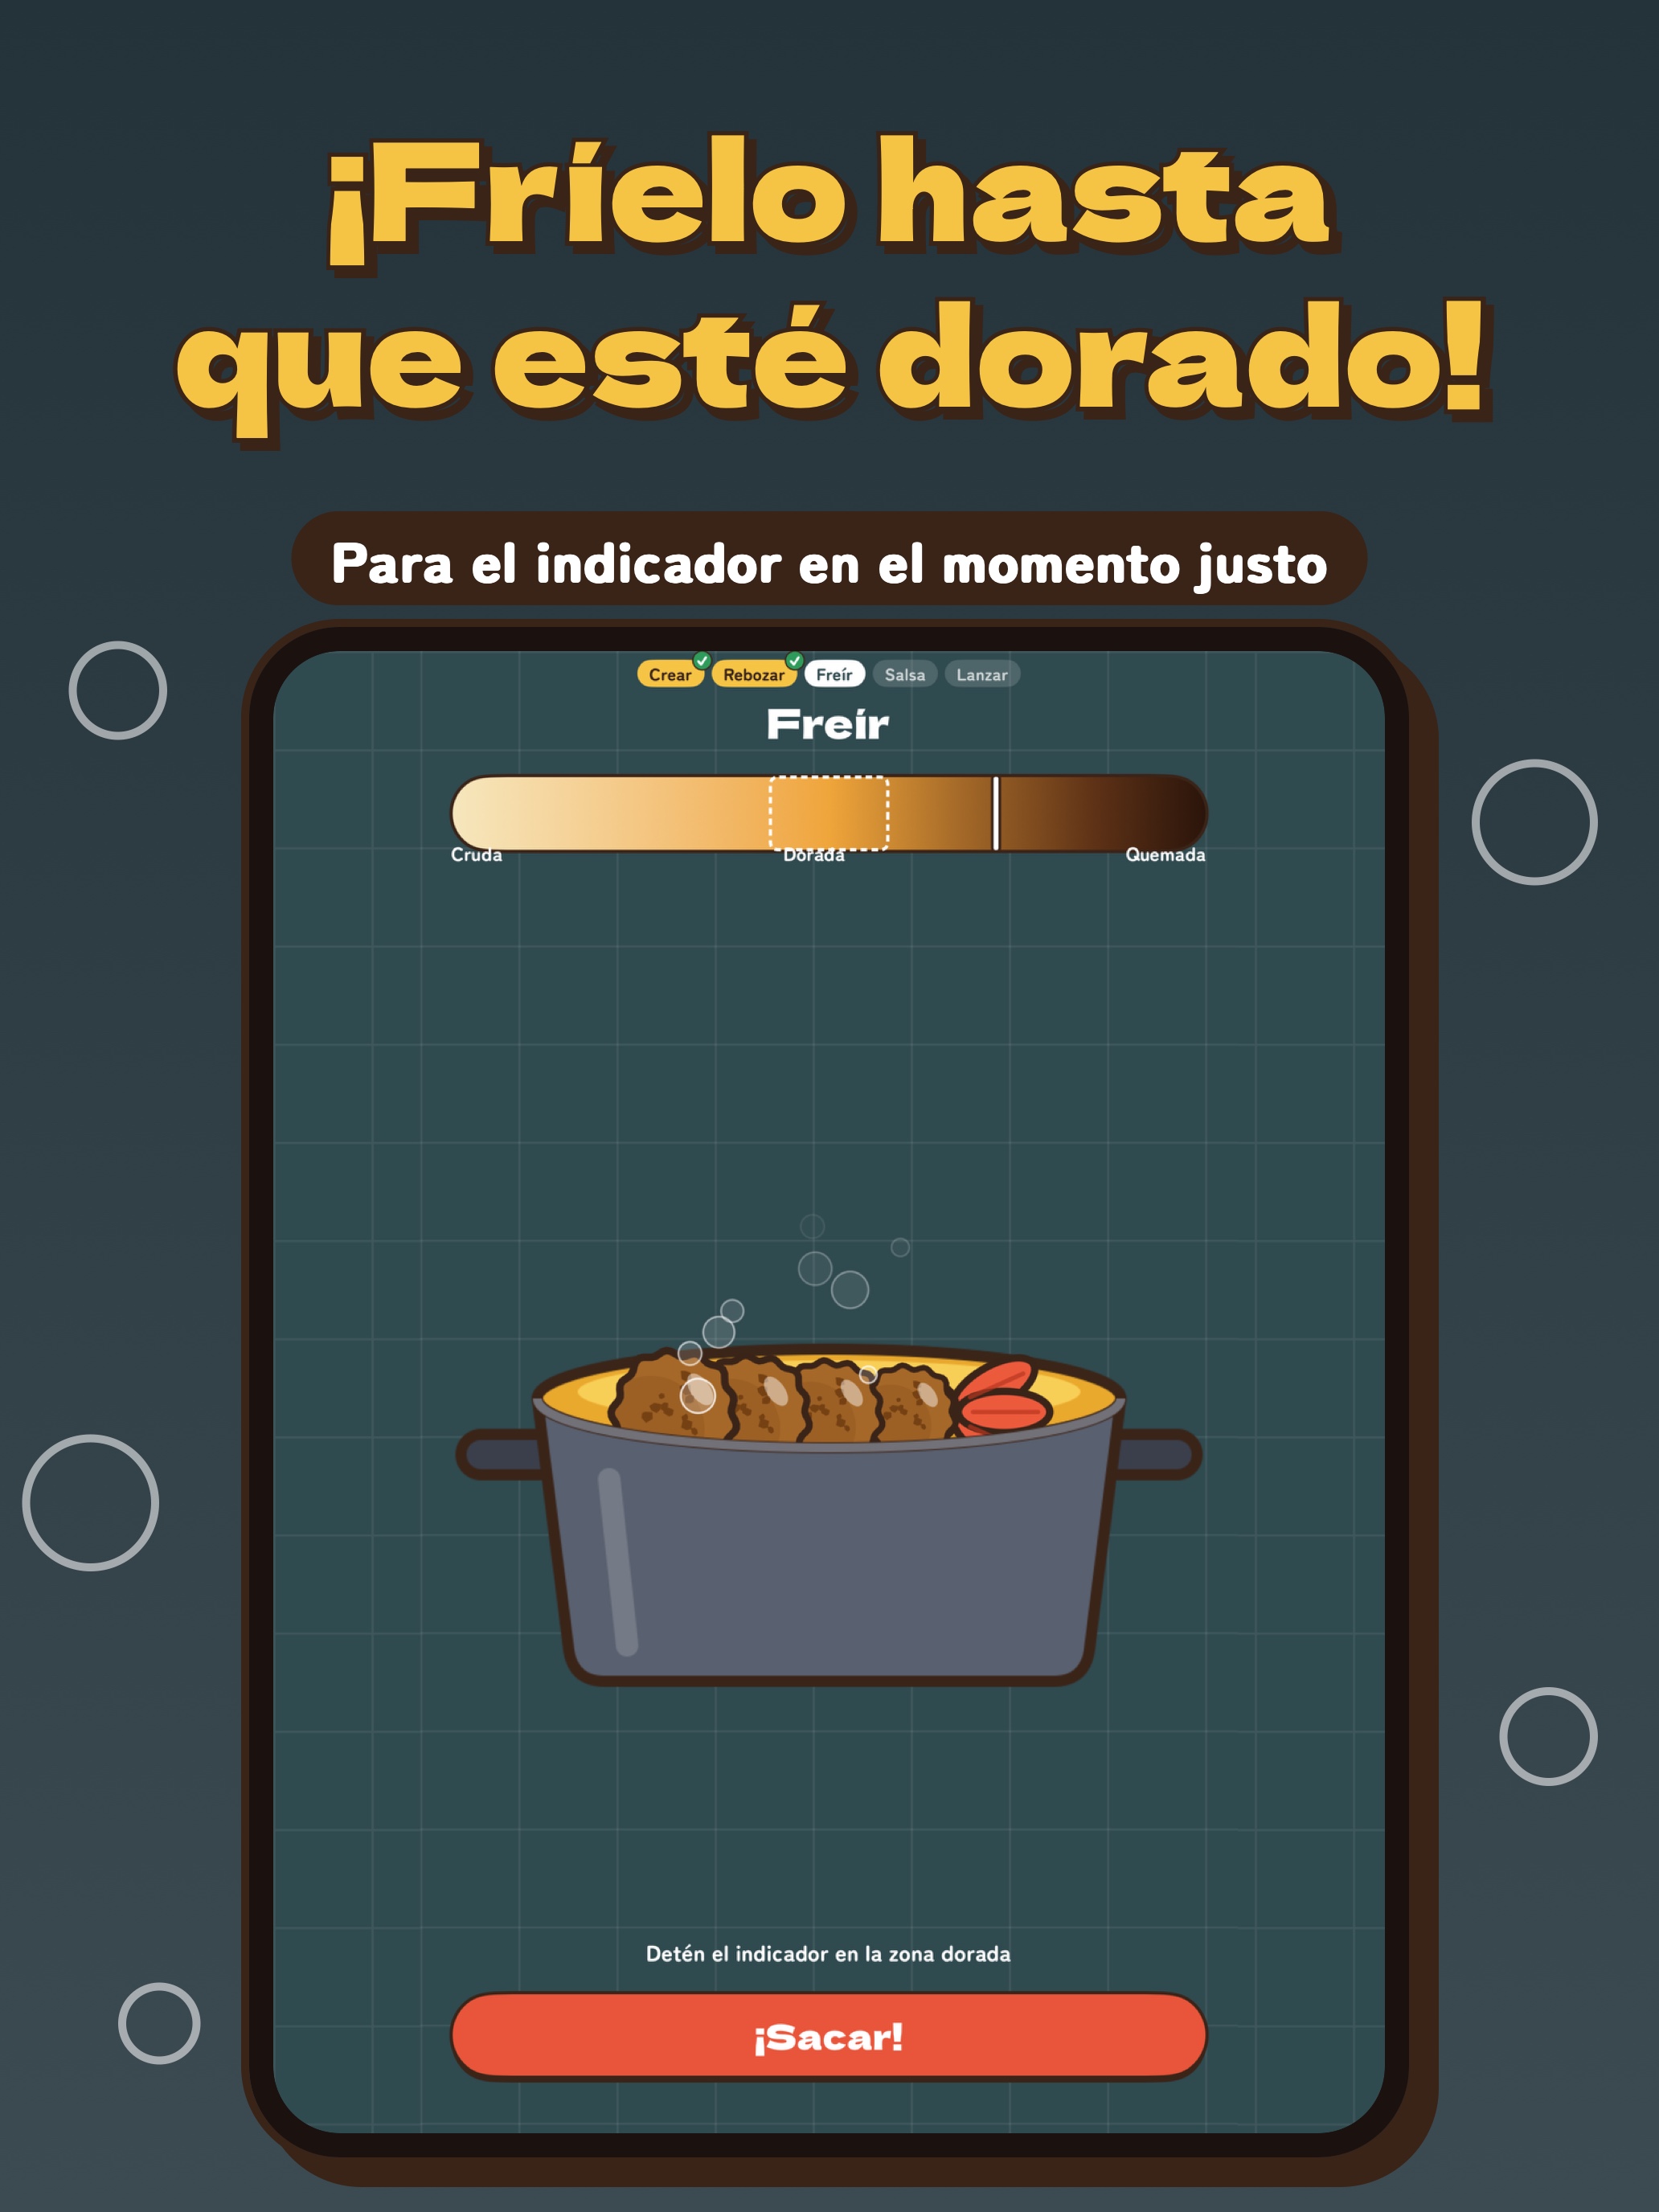 ¡Fríelo hasta
que esté dorado!
Para el indicador en el momento justo
Crear Rebozar Freír Salsa Lanzar
Freír
Cruda Dorada Quemada
Detén el indicador en la zona dorada
¡Sacar!